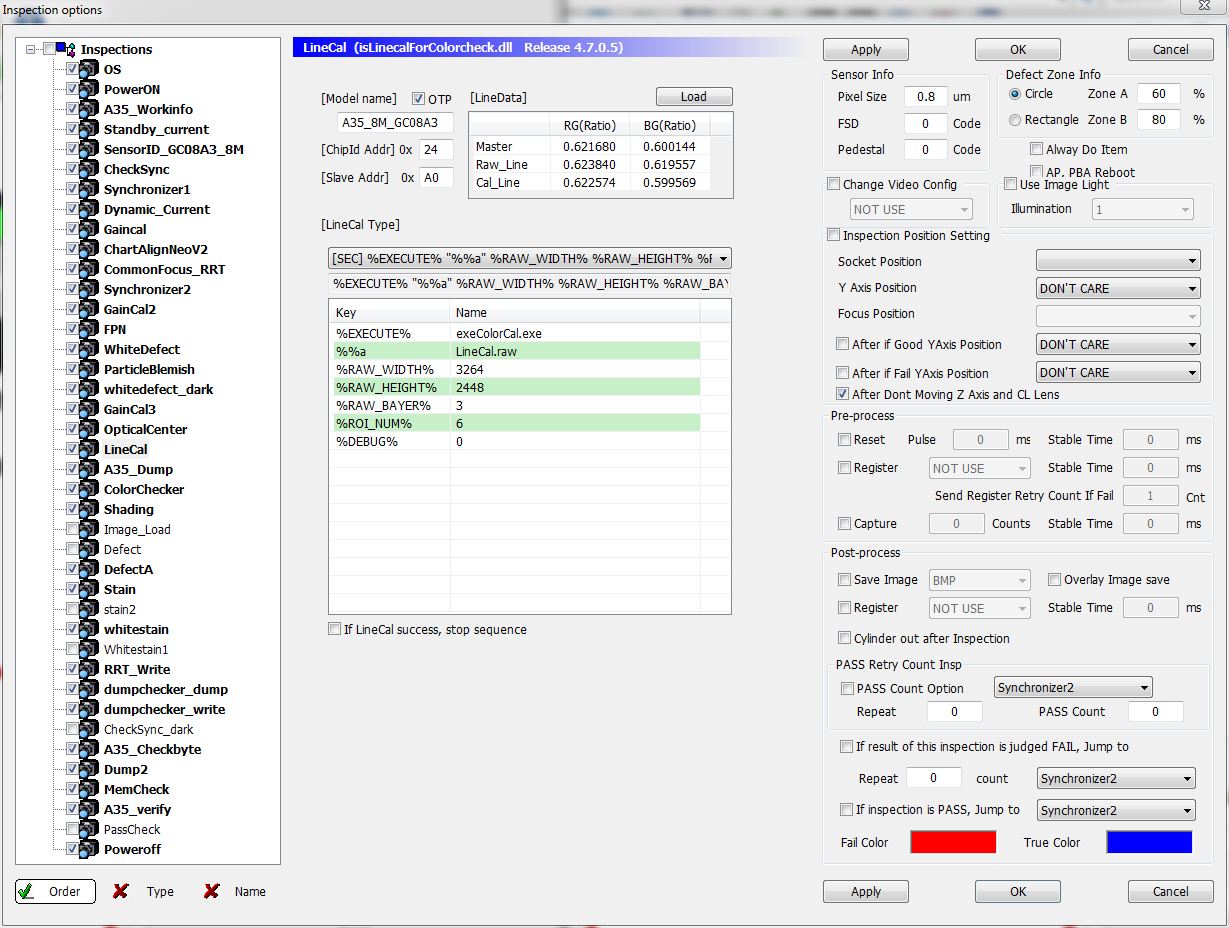 Inspection options
Inspections
OS
PowerON
A35_Workinfo
Standby_current
SensorID_GC08A3_8M
CheckSync
Synchronizer1
Dynamic_Current
Gaincal
ChartAlignNeoV2
CommonFocus_RRT
Synchronizer2
GainCal2
FPN
WhiteDefect
ParticleBlemish
whitedefect_dark
GainCal3
OpticalCenter
LineCal
A35_Dump
ColorChecker
Shading
Image_Load
Defect
DefectA
Stain
stain2
whitestain
Whitestain1
RRT_Write
dumpchecker_dump
dumpchecker_write
CheckSync_dark
A35_Checkbyte
Dump2
MemCheck
A35_verify
PassCheck
Poweroff
Order Type Name
LineCal (isLinecalForColorcheck.dll Release 4.7.0.5)
[Model name] OTP
A35_8M_GC08A3
[ChipId Addr] 0x 24
[Slave Addr] 0x A0
[LineData] Load
RG(Ratio) BG(Ratio)
Master 0.621680 0.600144
Raw_Line 0.623840 0.619557
Cal_Line 0.622574 0.599569
[LineCal Type]
[SEC] %EXECUTE% "%%a" %RAW_WIDTH% %RAW_HEIGHT% %F
%EXECUTE% "%%a" %RAW_WIDTH% %RAW_HEIGHT% %RAW_BAY
Key Name
%EXECUTE% exeColorCal.exe
%%a LineCal.raw
%RAW_WIDTH% 3264
%RAW_HEIGHT% 2448
%RAW_BAYER% 3
%ROI_NUM% 6
%DEBUG% 0
If LineCal success, stop sequence
Apply OK Cancel
Sensor Info
Pixel Size 0.8 um
FSD 0 Code
Pedestal 0 Code
Defect Zone Info
Circle Zone A 60 %
Rectangle Zone B 80 %
Alway Do Item
AP. PBA Reboot
Change Video Config
NOT USE
Use Image Light
Illumination 1
Inspection Position Setting
Socket Position
Y Axis Position DON'T CARE
Focus Position
After if Good YAxis Position DON'T CARE
After if Fail YAxis Position DON'T CARE
After Dont Moving Z Axis and CL Lens
Pre-process
Reset Pulse 0 ms Stable Time 0 ms
Register NOT USE Stable Time 0 ms
Send Register Retry Count If Fail 1 Cnt
Capture 0 Counts Stable Time 0 ms
Post-process
Save Image BMP Overlay Image save
Register NOT USE Stable Time 0 ms
Cylinder out after Inspection
PASS Retry Count Insp
PASS Count Option Synchronizer2
Repeat 0 PASS Count 0
If result of this inspection is judged FAIL, Jump to
Repeat 0 count Synchronizer2
If inspection is PASS, Jump to Synchronizer2
Fail Color True Color
Apply OK Cancel